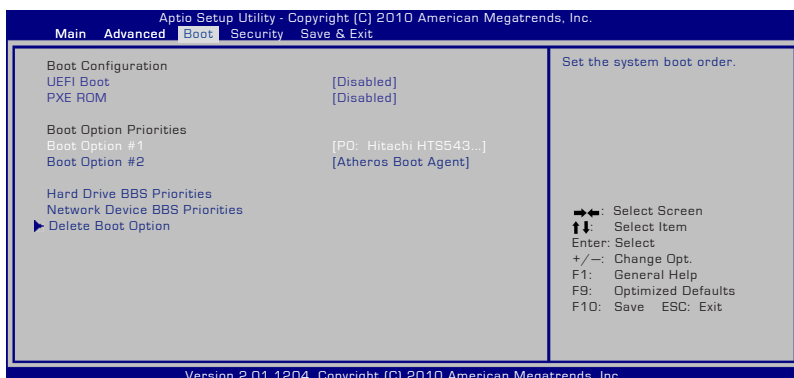 Aptio Setup Utility - Copyright (C) 2010 American Megatrends, Inc.
Main Advanced Boot Security Save & Exit
Boot Configuration
UEFI Boot [Disabled]
PXE ROM [Disabled]
Boot Option Priorities
Boot Option #1 [P0: Hitachi HTS543...]
Boot Option #2 [Atheros Boot Agent]
Hard Drive BBS Priorities
Network Device BBS Priorities
Delete Boot Option
Set the system boot order.
→←: Select Screen
↑↓: Select Item
Enter: Select
+/—: Change Opt.
F1: General Help
F9: Optimized Defaults
F10: Save ESC: Exit
Version 2.01.1204. Copyright (C) 2010 American Megatrends, Inc.